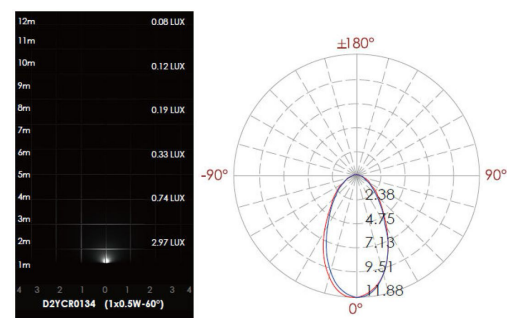 12m 0.08 LUX
11m
10m 0.12 LUX
9m
8m 0.19 LUX
7m
6m 0.33 LUX
5m
4m 0.74 LUX
3m
2m 2.97 LUX
1m
4 3 2 1 0 1 2 3 4
D2YCR0134 (1x0.5W-60°)
±180°
-90° 90°
2.38
4.75
7.13
9.51
11.88
0°